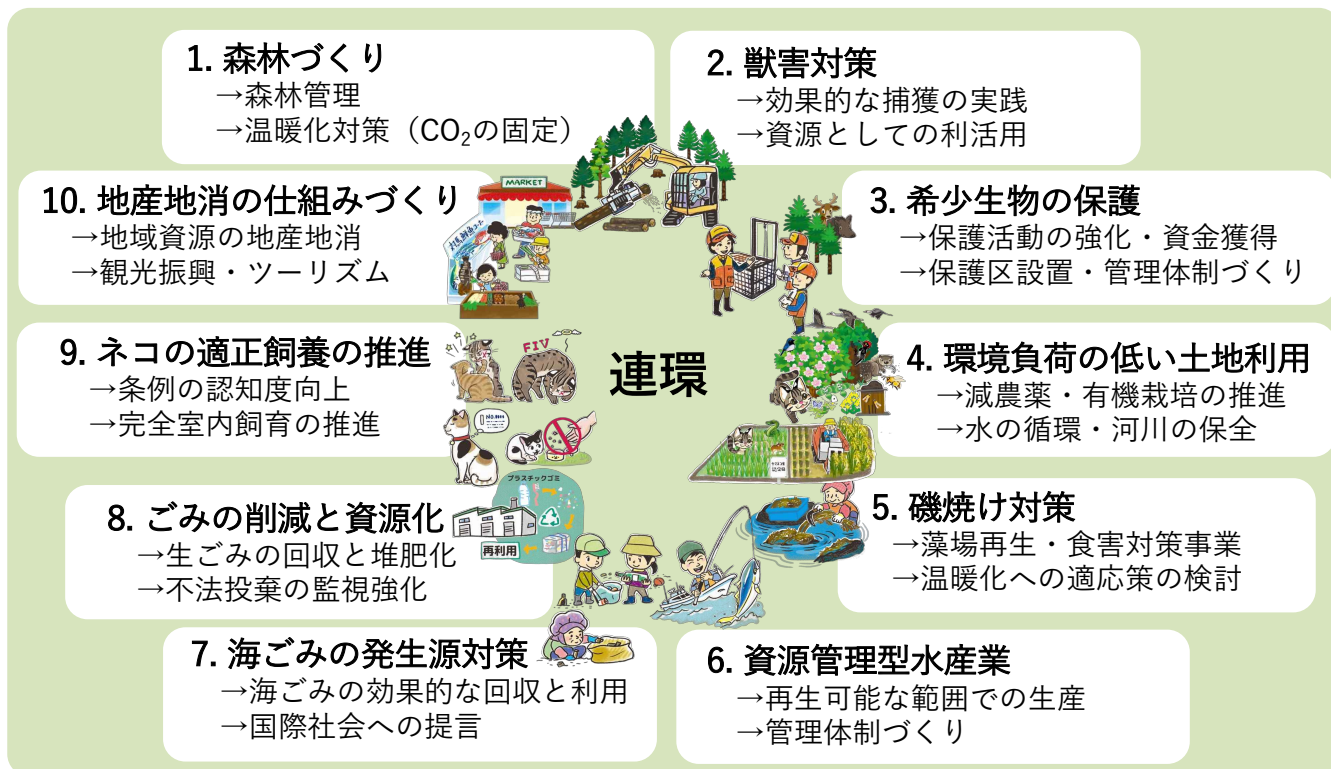 1. 森林づくり
→森林管理
→温暖化対策（CO₂の固定）
2. 獣害対策
→効果的な捕獲の実践
→資源としての利活用
3. 希少生物の保護
→保護活動の強化・資金獲得
→保護区設置・管理体制づくり
4. 環境負荷の低い土地利用
→減農薬・有機栽培の推進
→水の循環・河川の保全
5. 磯焼け対策
→藻場再生・食害対策事業
→温暖化への適応策の検討
6. 資源管理型水産業
→再生可能な範囲での生産
→管理体制づくり
7. 海ごみの発生源対策
→海ごみの効果的な回収と利用
→国際社会への提言
8. ごみの削減と資源化
→生ごみの回収と堆肥化
→不法投棄の監視強化
9. ネコの適正飼養の推進
→条例の認知度向上
→完全室内飼育の推進
10. 地産地消の仕組みづくり
→地域資源の地産地消
→観光振興・ツーリズム
連環
MARKET
FIV
プラスチックゴミ
再利用